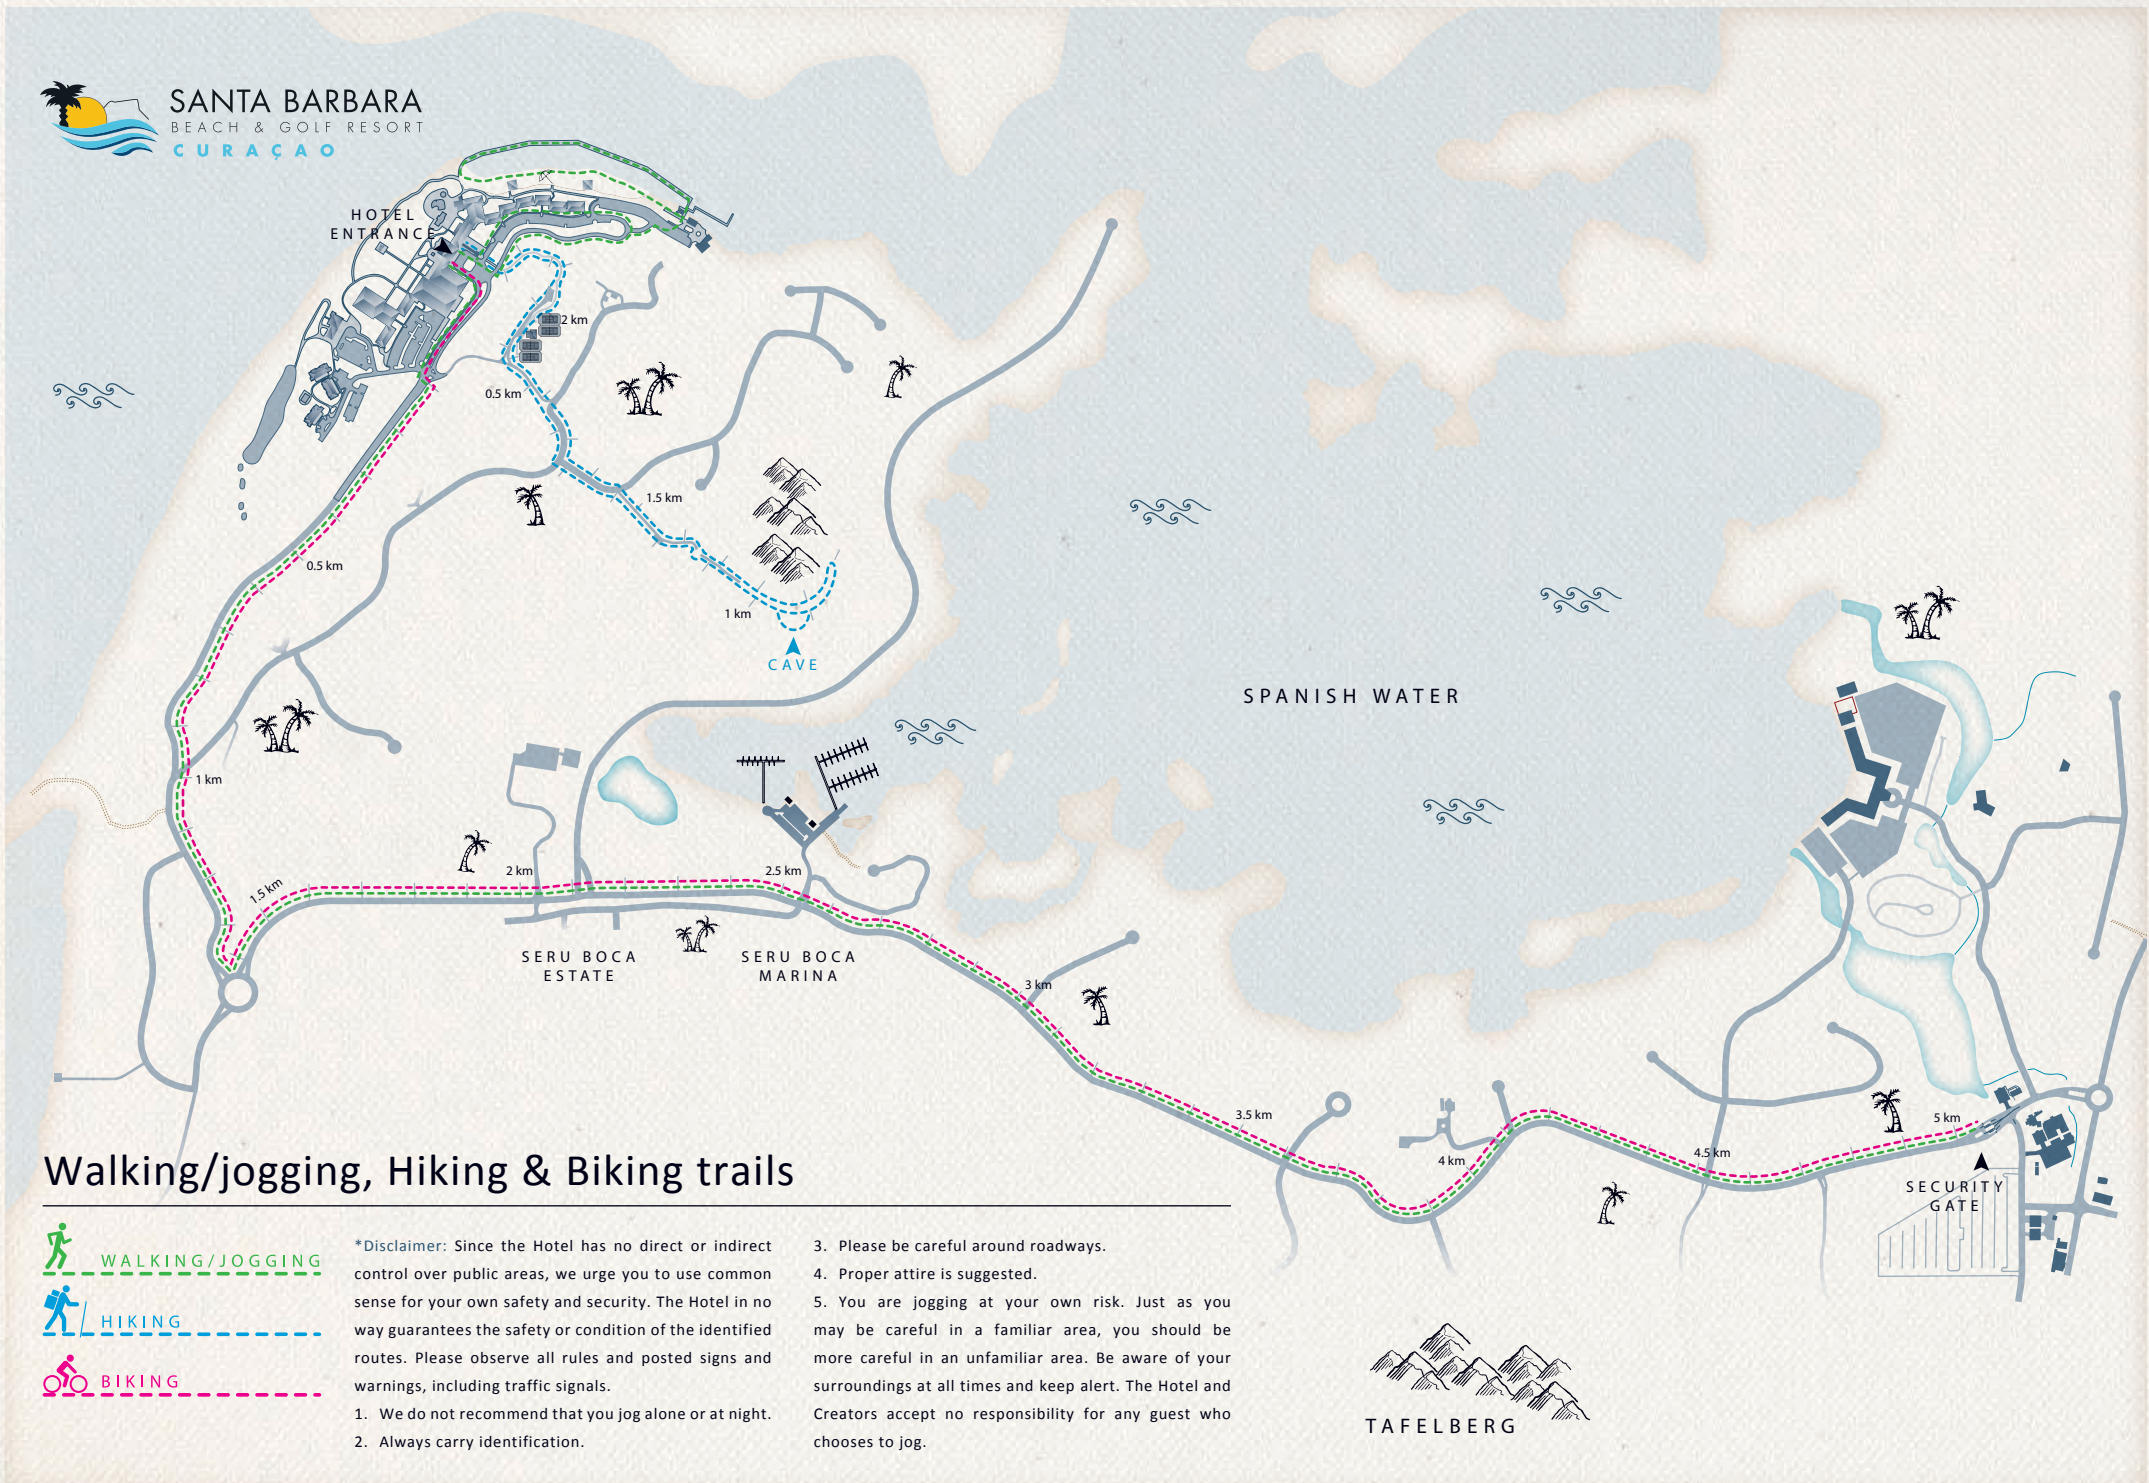 SANTA BARBARA
BEACH & GOLF RESORT
CURAÇAO
HOTEL
ENTRANCE
2 km
0.5 km
1.5 km
0.5 km
1 km
CAVE
SPANISH WATER
1 km
1.5 km
2 km
2.5 km
SERU BOCA
ESTATE
SERU BOCA
MARINA
3 km
3.5 km
4 km
4.5 km
5 km
SECURITY
GATE
Walking/jogging, Hiking & Biking trails
WALKING/JOGGING
HIKING
BIKING
*Disclaimer: Since the Hotel has no direct or indirect
control over public areas, we urge you to use common
sense for your own safety and security. The Hotel in no
way guarantees the safety or condition of the identified
routes. Please observe all rules and posted signs and
warnings, including traffic signals.
1. We do not recommend that you jog alone or at night.
2. Always carry identification.
3. Please be careful around roadways.
4. Proper attire is suggested.
5. You are jogging at your own risk. Just as you
may be careful in a familiar area, you should be
more careful in an unfamiliar area. Be aware of your
surroundings at all times and keep alert. The Hotel and
Creators accept no responsibility for any guest who
chooses to jog.
TAFELBERG